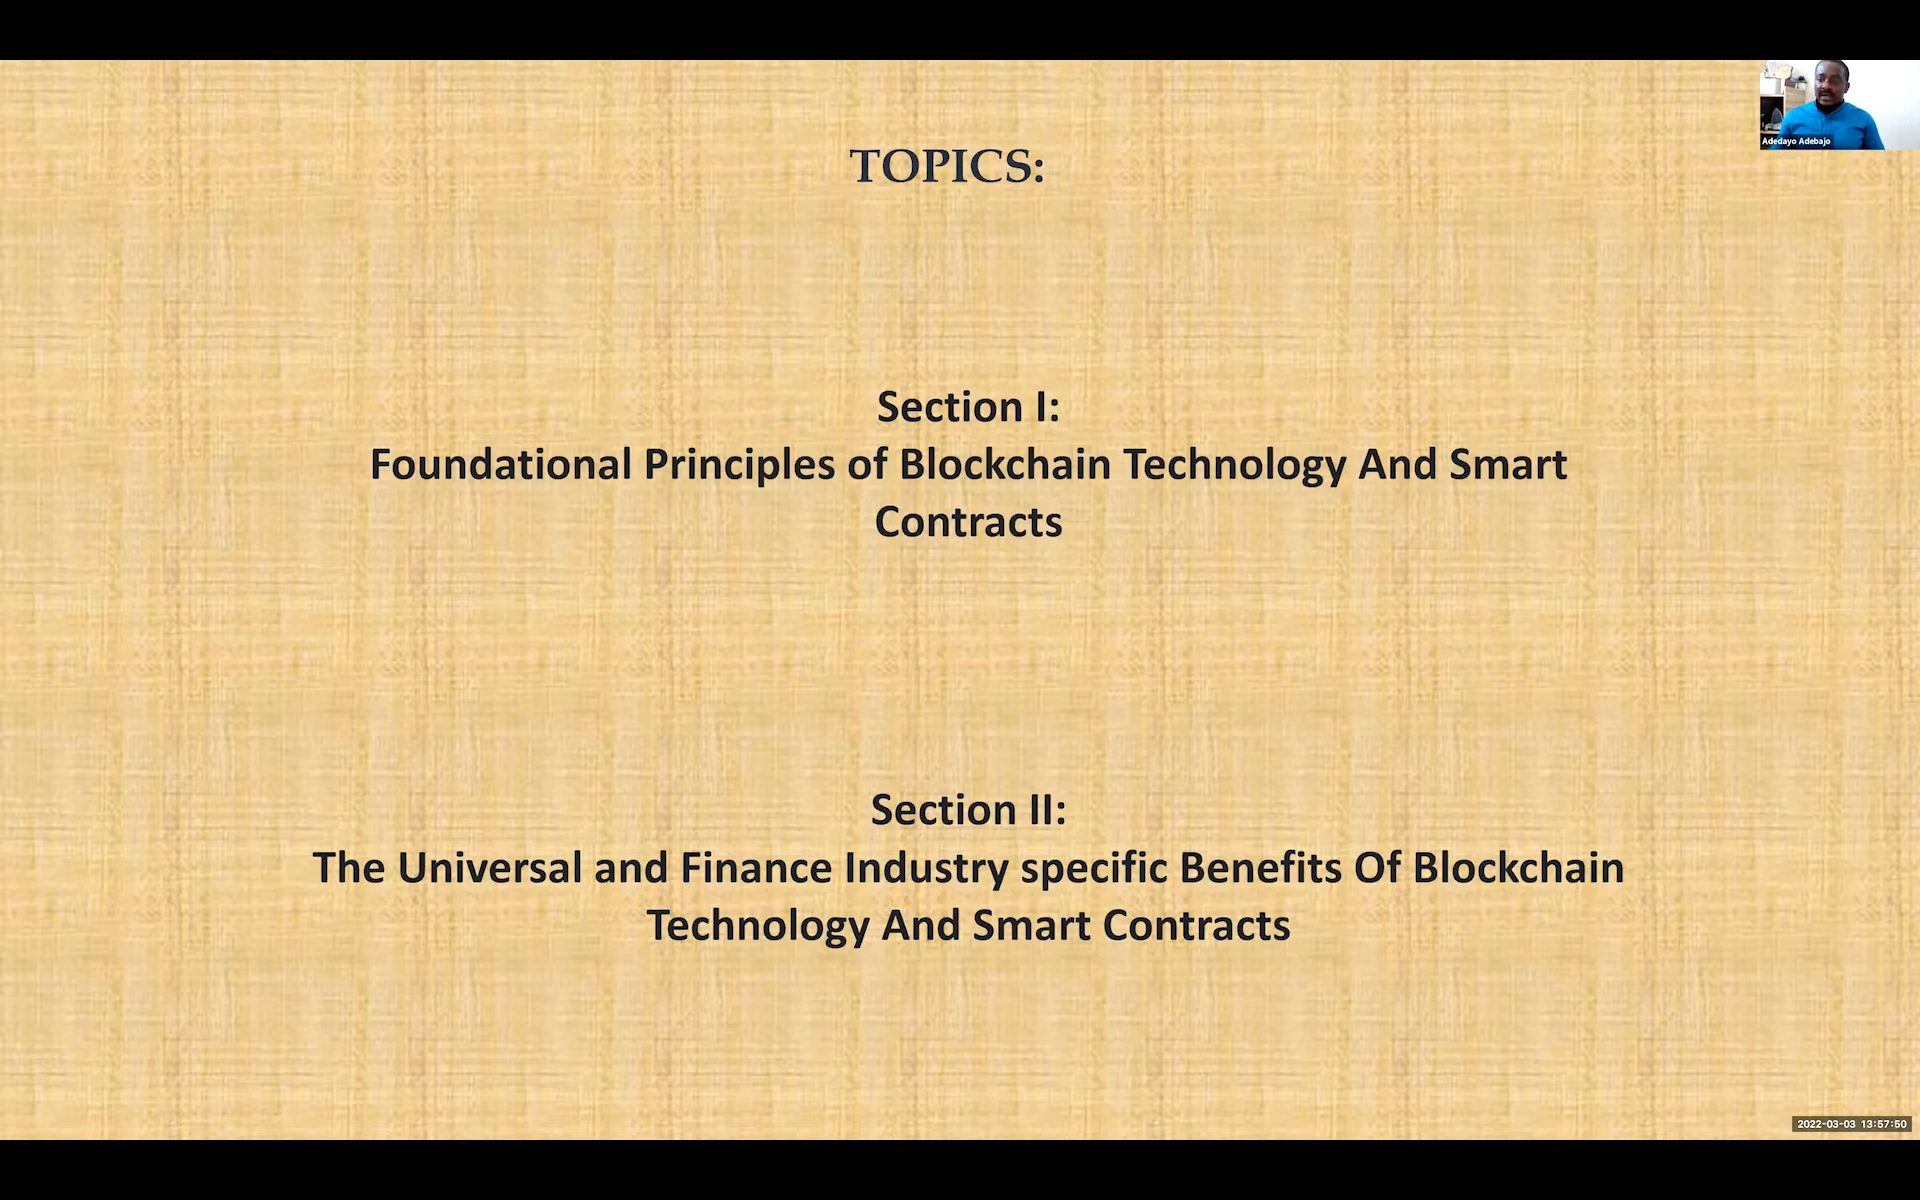 Adedayo Adebajo
TOPICS:
Section I:
Foundational Principles of Blockchain Technology And Smart
Contracts
Section II:
The Universal and Finance Industry specific Benefits Of Blockchain
Technology And Smart Contracts
2022-03-03 13:57:50